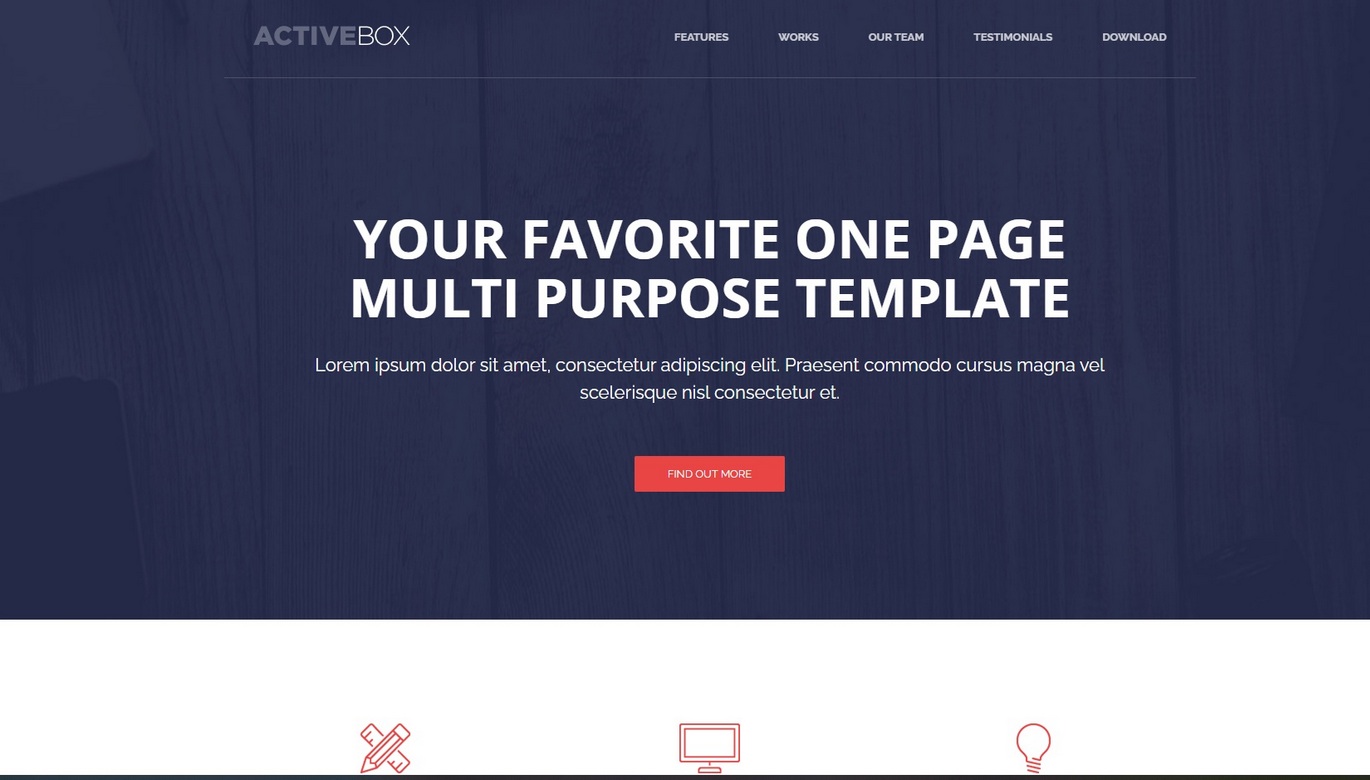 ACTIVEBOX
FEATURES WORKS OUR TEAM TESTIMONIALS DOWNLOAD
YOUR FAVORITE ONE PAGE
MULTI PURPOSE TEMPLATE
Lorem ipsum dolor sit amet, consectetur adipiscing elit. Praesent commodo cursus magna vel
scelerisque nisl consectetur et.
FIND OUT MORE